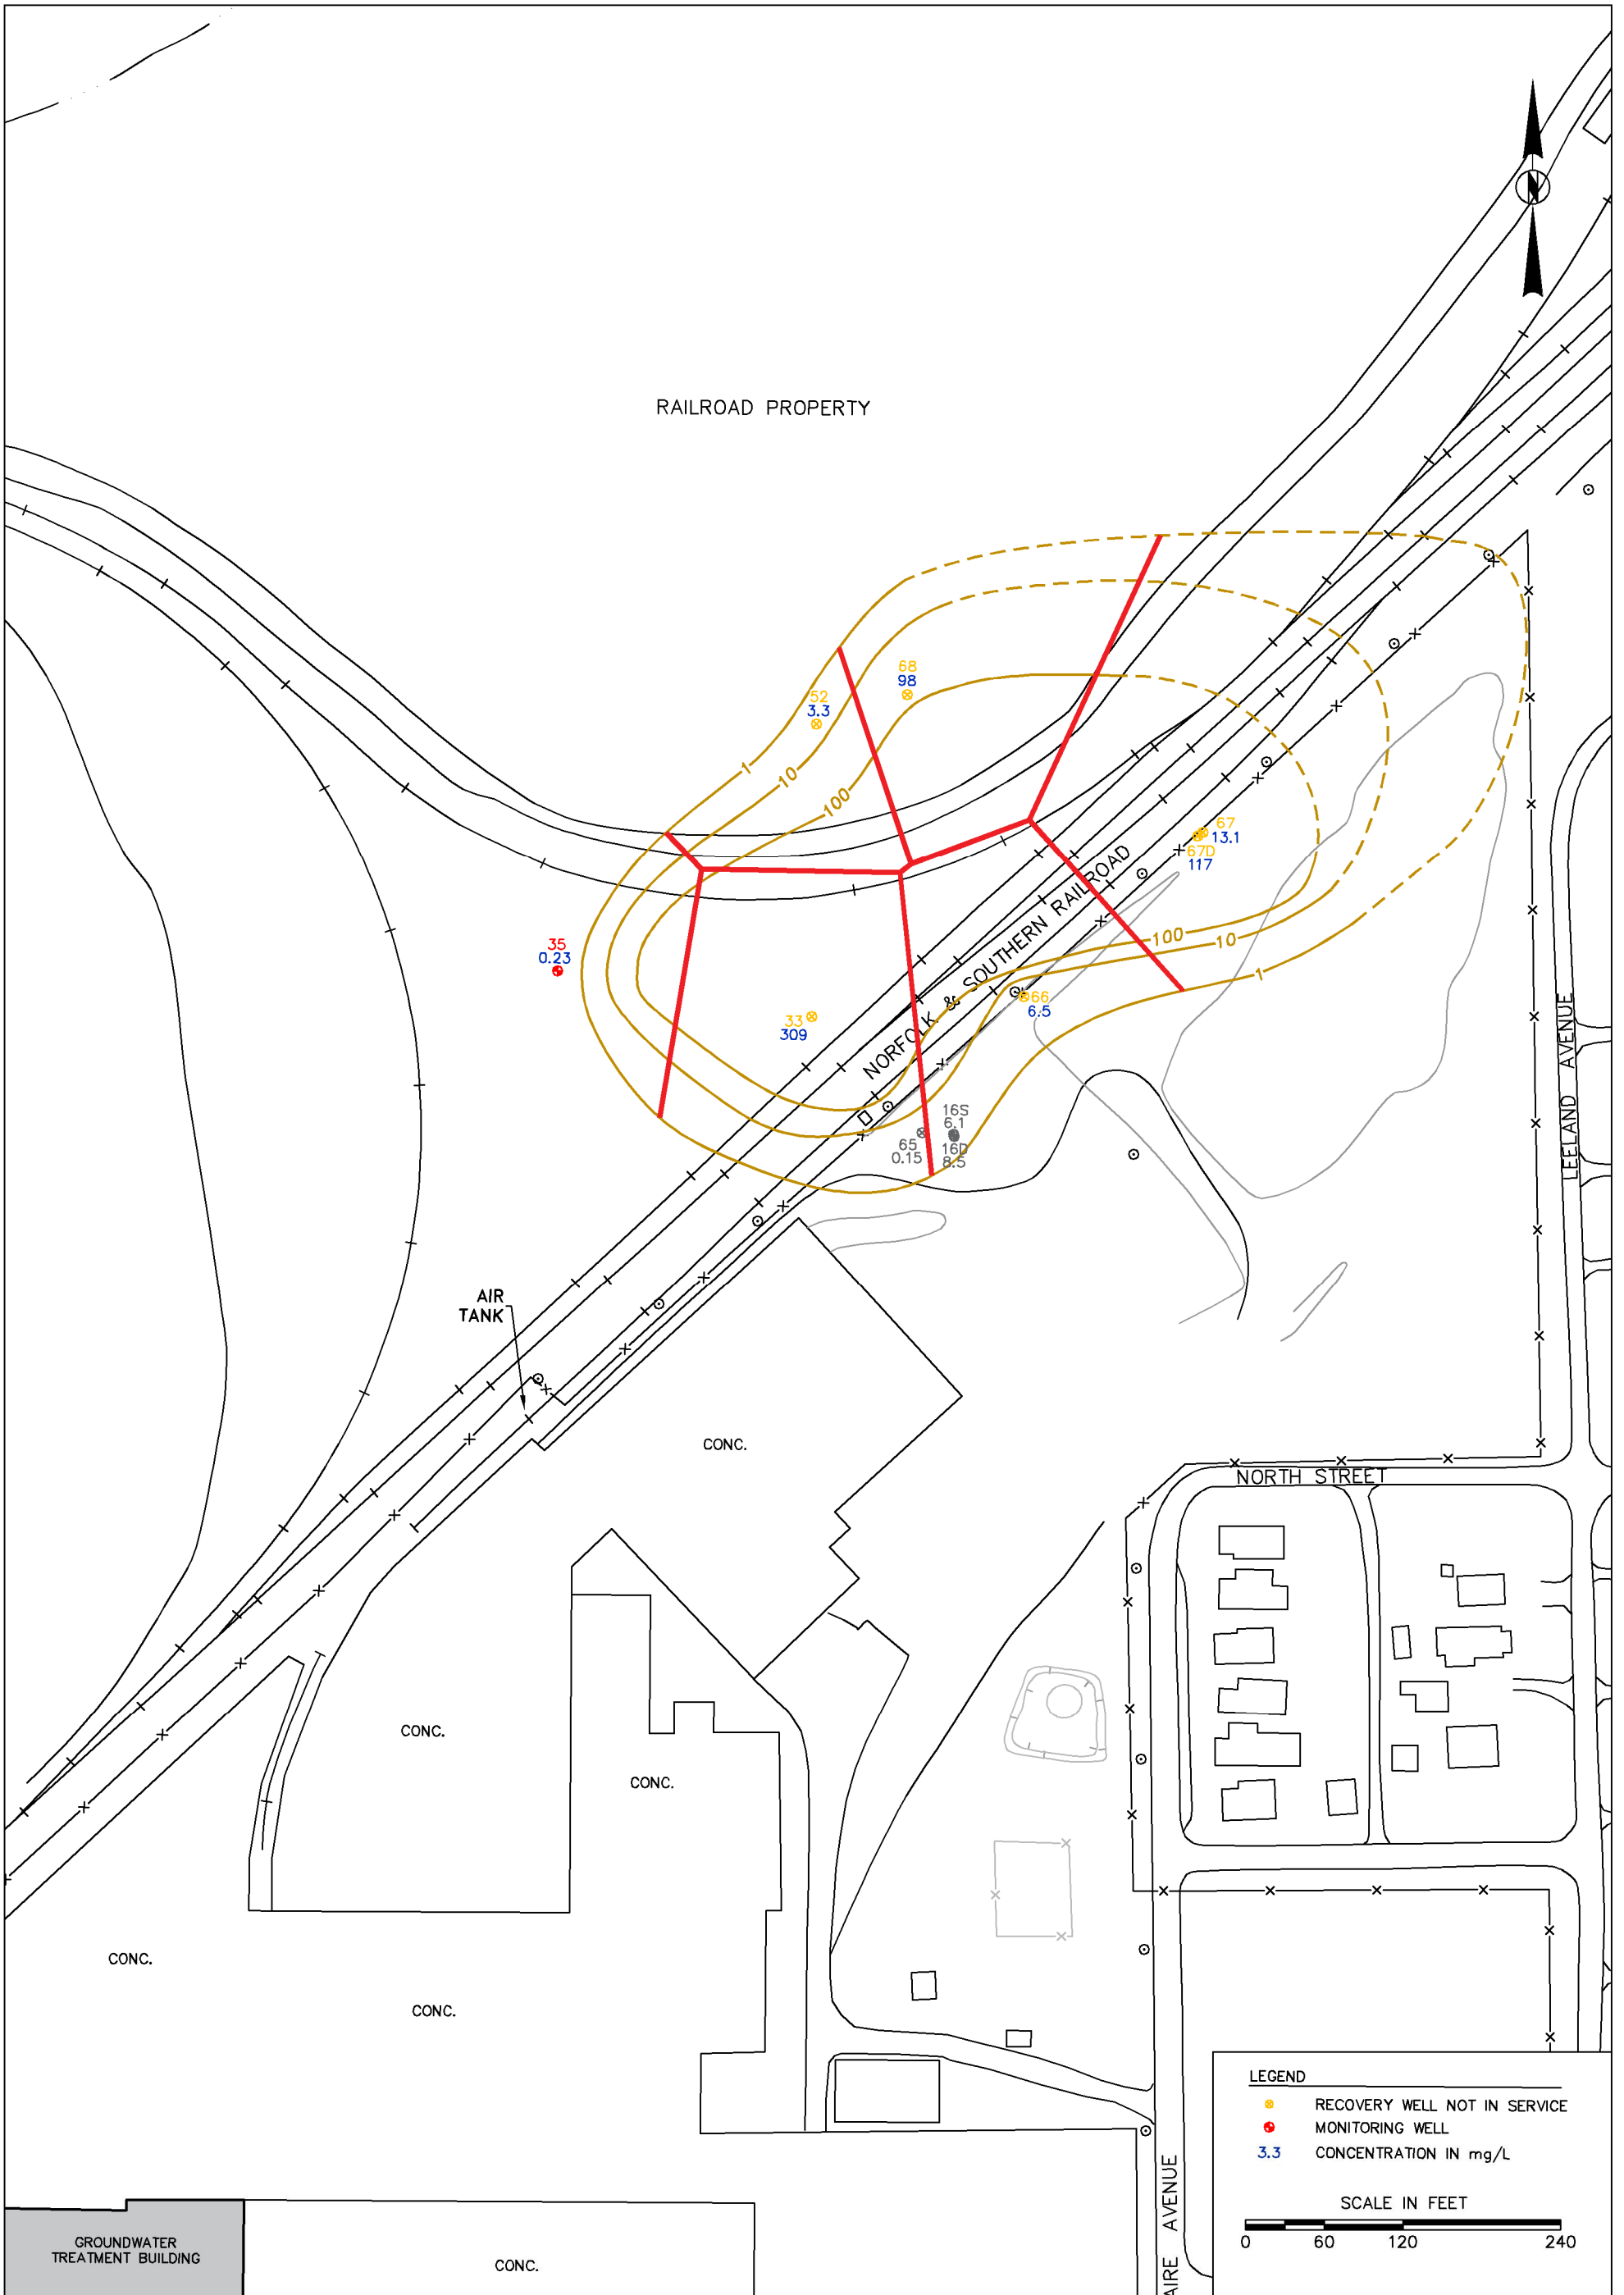 N
RAILROAD PROPERTY
68
98
52
3.3
1
10
100
67
13.1
67D
117
NORFOLK & SOUTHERN RAILROAD
35
0.23
100
10
1
66
6.5
33
309
16S
6.1
16D
8.5
65
0.15
LEELAND AVENUE
AIR
TANK
CONC.
NORTH STREET
CONC.
CONC.
CONC.
CONC.
AIRE AVENUE
GROUNDWATER
TREATMENT BUILDING
CONC.
LEGEND
RECOVERY WELL NOT IN SERVICE
MONITORING WELL
3.3 CONCENTRATION IN mg/L
SCALE IN FEET
0 60 120 240